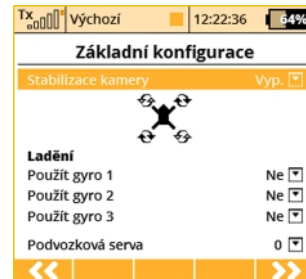 Tx Výchozí 12:22:36 64%
Základní konfigurace
Stabilizace kamery Vyp.
Ladění
Použít gyro 1 Ne
Použít gyro 2 Ne
Použít gyro 3 Ne
Podvozková serva 0